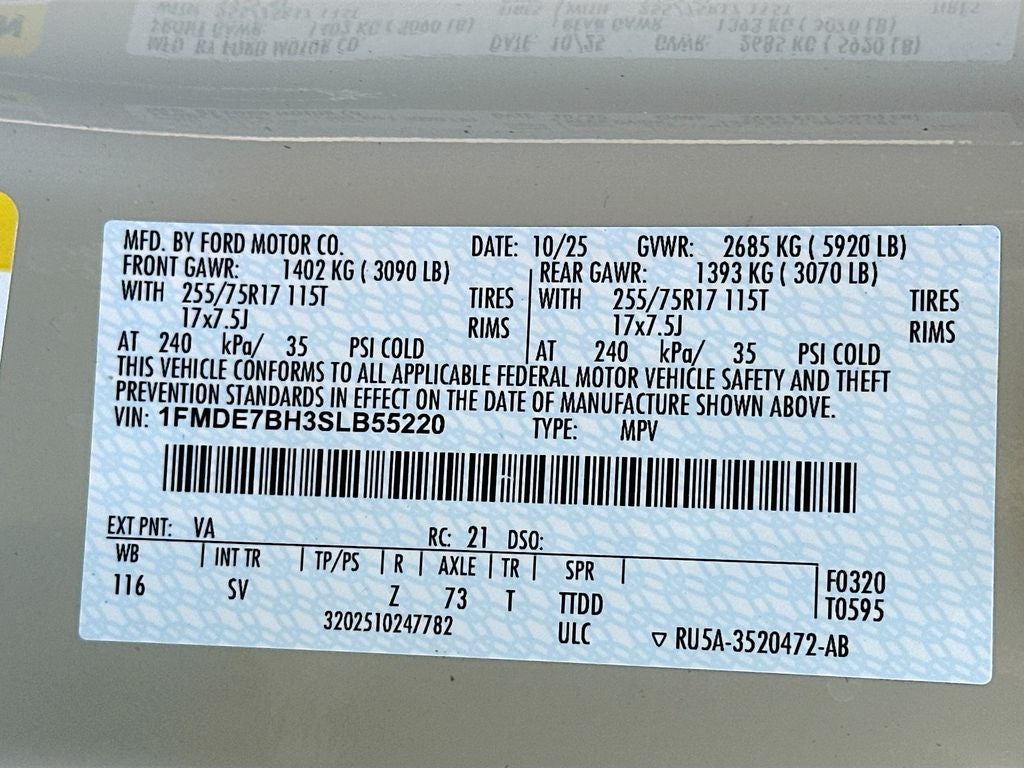 MFD. BY FORD MOTOR CO. DATE: 10/25 GVWR: 2685 KG ( 5920 LB)
FRONT GAWR: 1402 KG ( 3090 LB) REAR GAWR: 1393 KG ( 3070 LB)
WITH 255/75R17 115T TIRES WITH 255/75R17 115T TIRES
17x7.5J RIMS 17x7.5J RIMS
AT 240 kPa/ 35 PSI COLD AT 240 kPa/ 35 PSI COLD
THIS VEHICLE CONFORMS TO ALL APPLICABLE FEDERAL MOTOR VEHICLE SAFETY AND THEFT
PREVENTION STANDARDS IN EFFECT ON THE DATE OF MANUFACTURE SHOWN ABOVE.
VIN: 1FMDE7BH3SLB55220 TYPE: MPV
EXT PNT: VA RC: 21 DSO:
WB INT TR TP/PS R AXLE TR SPR F0320
116 SV Z 73 T TTDD T0595
3202510247782 ULC ▽ RU5A-3520472-AB